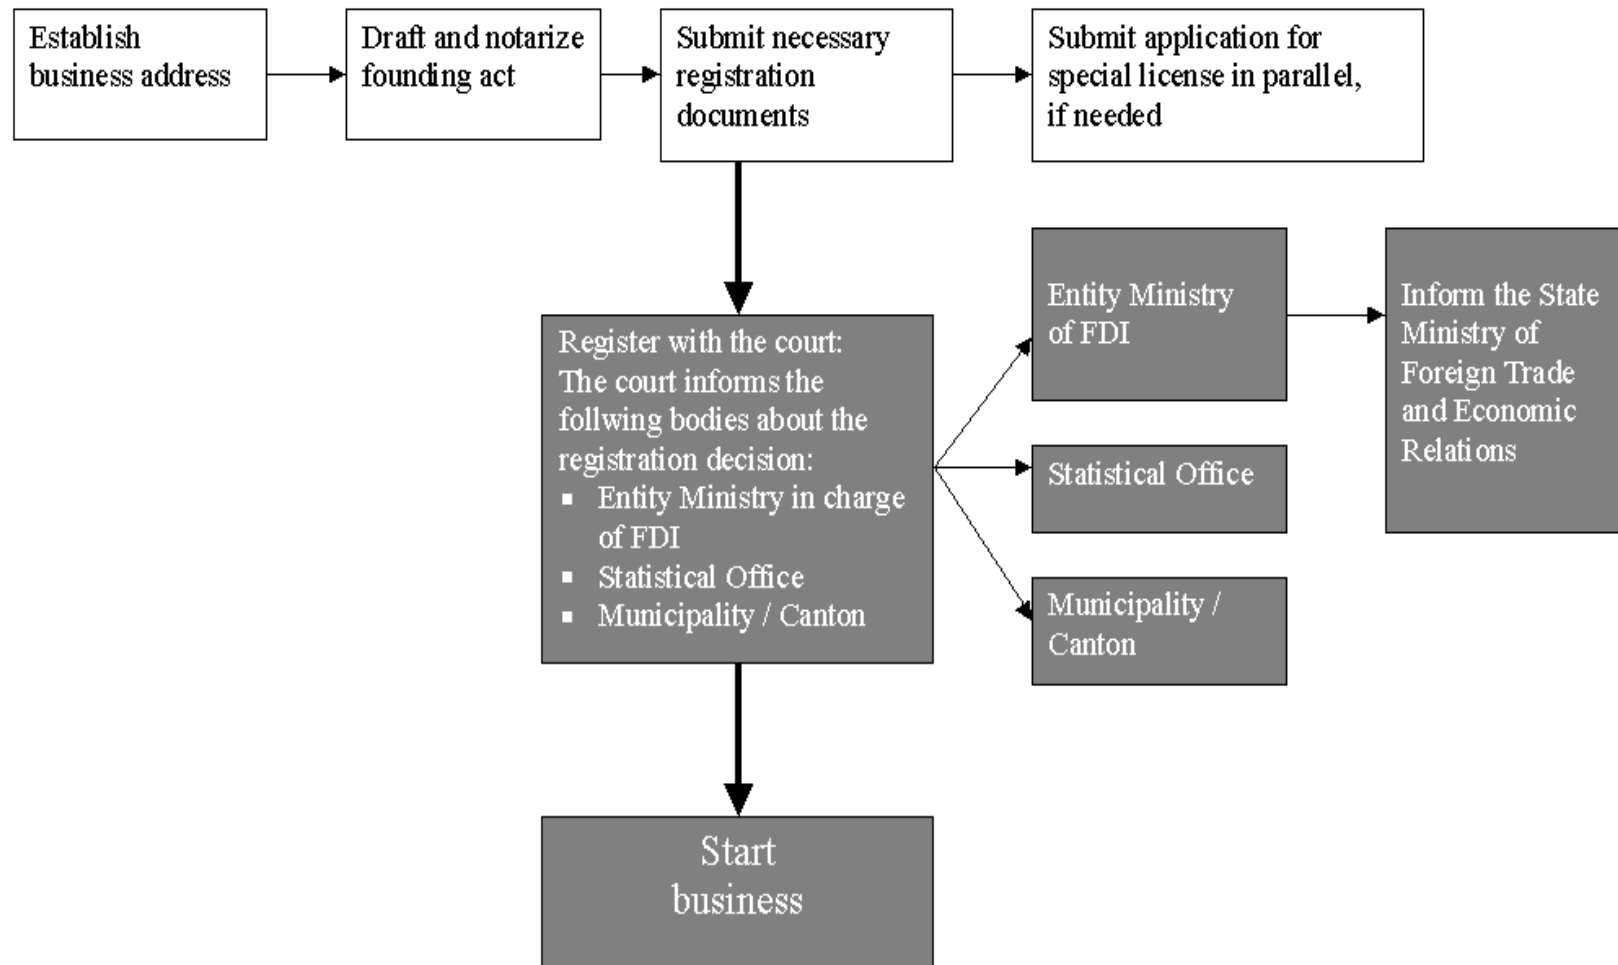 Establish
business address
Draft and notarize
founding act
Submit necessary
registration
documents
Submit application for
special license in parallel,
if needed
Register with the court:
The court informs the
follwing bodies about the
registration decision:
▪ Entity Ministry in charge
of FDI
▪ Statistical Office
▪ Municipality / Canton
Entity Ministry
of FDI
Inform the State
Ministry of
Foreign Trade
and Economic
Relations
Statistical Office
Municipality /
Canton
Start
business